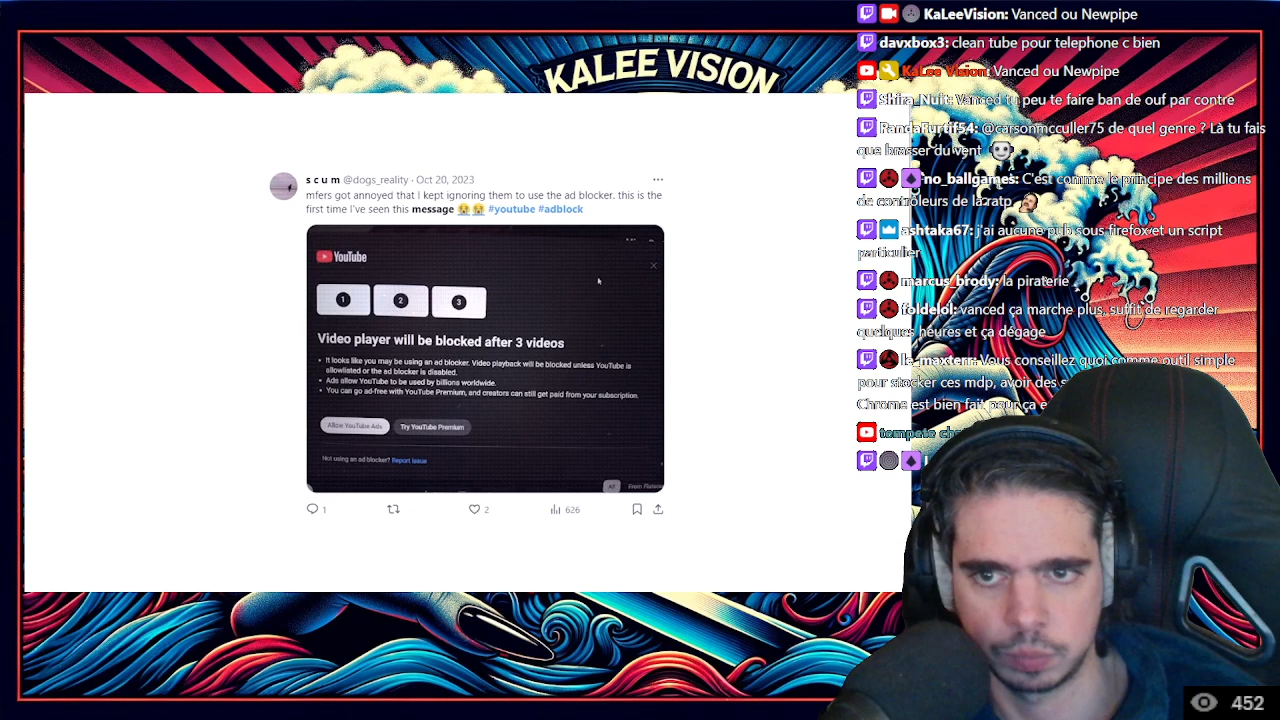 KALEE VISION
s c u m @dogs_reality · Oct 20, 2023
mfers got annoyed that I kept ignoring them to use the ad blocker. this is the
first time I've seen this message 😭😭 #youtube #adblock
YouTube
1 2 3
Video player will be blocked after 3 videos
• It looks like you may be using an ad blocker. Video playback will be blocked unless YouTube is
allowlisted or the ad blocker is disabled.
• Ads allow YouTube to be used by billions worldwide.
• You can go ad-free with YouTube Premium, and creators can still get paid from your subscription.
Allow YouTube Ads Try YouTube Premium
Not using an ad blocker? Report issue
Ad
1 2 626
KaLeeVision: Vanced ou Newpipe
davxbox3: clean tube pour telephone c bien
KaLee Vision: Vanced ou Newpipe
Shira_Nuit: Vanced tu peu te faire ban de ouf par contre
PandaFurtif54: @carsonmcculler75 de quel genre ? Là tu fais
que brasser du vent
fno_ballgames: C'est comme le principe des millions
de contrôleurs de la ratp
ashtaka67: j'ai aucune pub sous firefox et un script
particulier
marcus_brody: la piraterie
foldelol: vanced ça marche plus, suffit de regarder
quelques heures et ça dégage
le_maxterr: Vous conseillez quoi comme outil simple
pour stocker ces mdp, avoir des
Chrome est bien fait pour ça
tempete
452